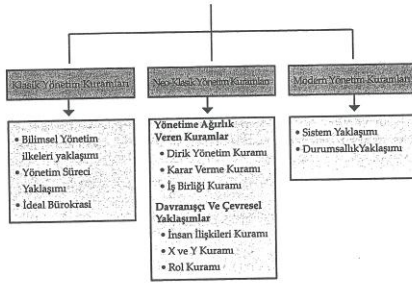 Klasik Yönetim Kuramları
Neo-Klasik Yönetim Kuramları
Modern Yönetim Kuramları
• Bilimsel Yönetim
ilkeleri yaklaşımı
• Yönetim Süreci
Yaklaşımı
• İdeal Bürokrasi
Yönetime Ağırlık
Veren Kuramlar
• Dirik Yönetim Kuramı
• Karar Verme Kuramı
• İş Birliği Kuramı
Davranışçı Ve Çevresel
Yaklaşımlar
• İnsan İlişkileri Kuramı
• X ve Y Kuramı
• Rol Kuramı
• Sistem Yaklaşımı
• DurumsallıkYaklaşımı